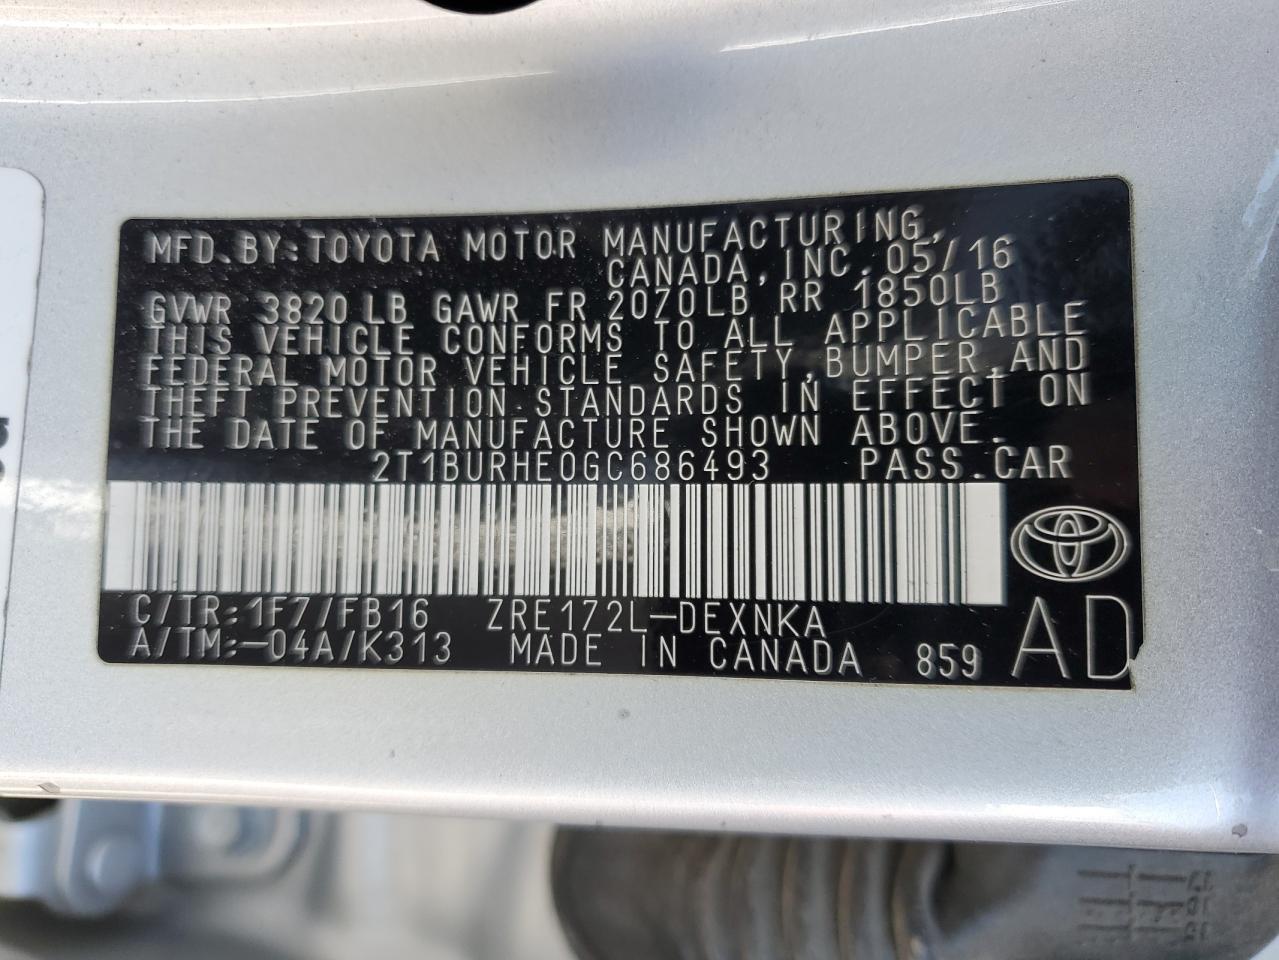 MFD.BY:TOYOTA MOTOR MANUFACTURING,
CANADA,INC.05/16
GVWR 3820LB GAWR FR 2070LB RR 1850LB
THIS VEHICLE CONFORMS TO ALL APPLICABLE
FEDERAL MOTOR VEHICLE SAFETY,BUMPER,AND
THEFT PREVENTION STANDARDS IN EFFECT ON
THE DATE OF MANUFACTURE SHOWN ABOVE.
2T1BURHE0GC686493 PASS.CAR
C/TR:1F7/FB16 ZRE172L-DEXNKA
A/TM:-04A/K313 MADE IN CANADA 859 AD